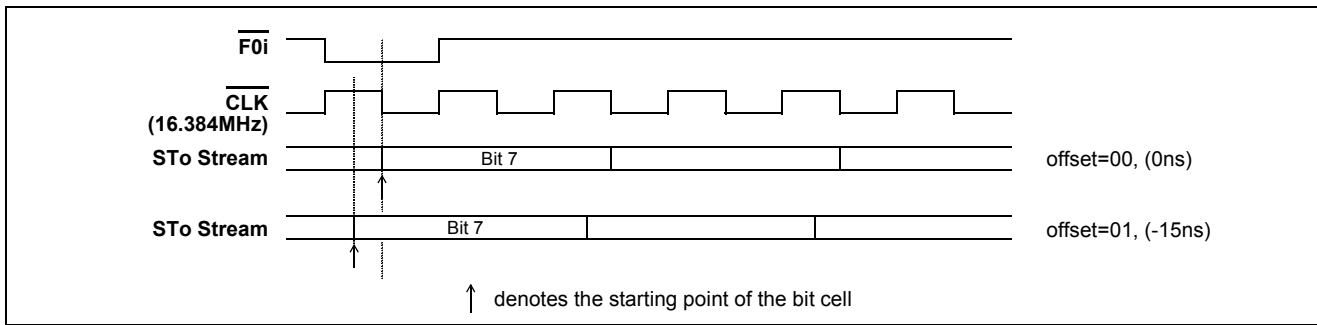 F0i
CLK
(16.384MHz)
STo Stream Bit 7 offset=00, (0ns)
STo Stream Bit 7 offset=01, (-15ns)
↑ denotes the starting point of the bit cell